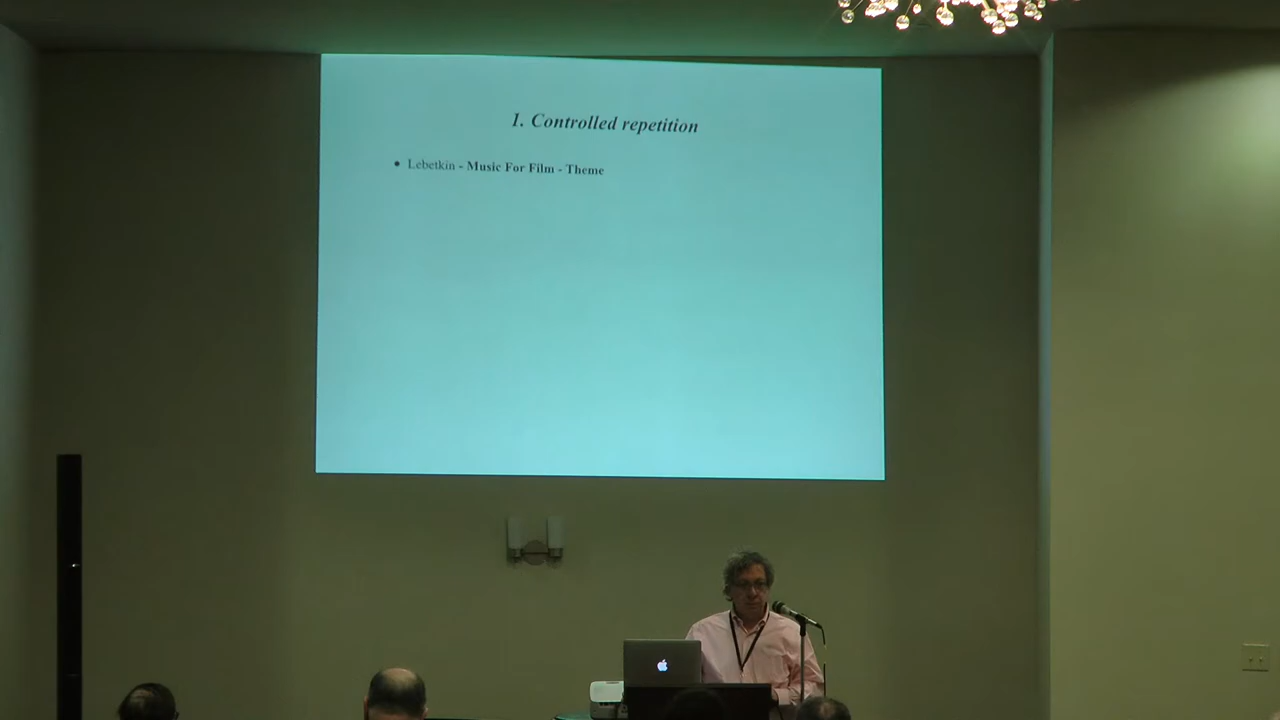 1. Controlled repetition
• Lebetkin - Music For Film - Theme